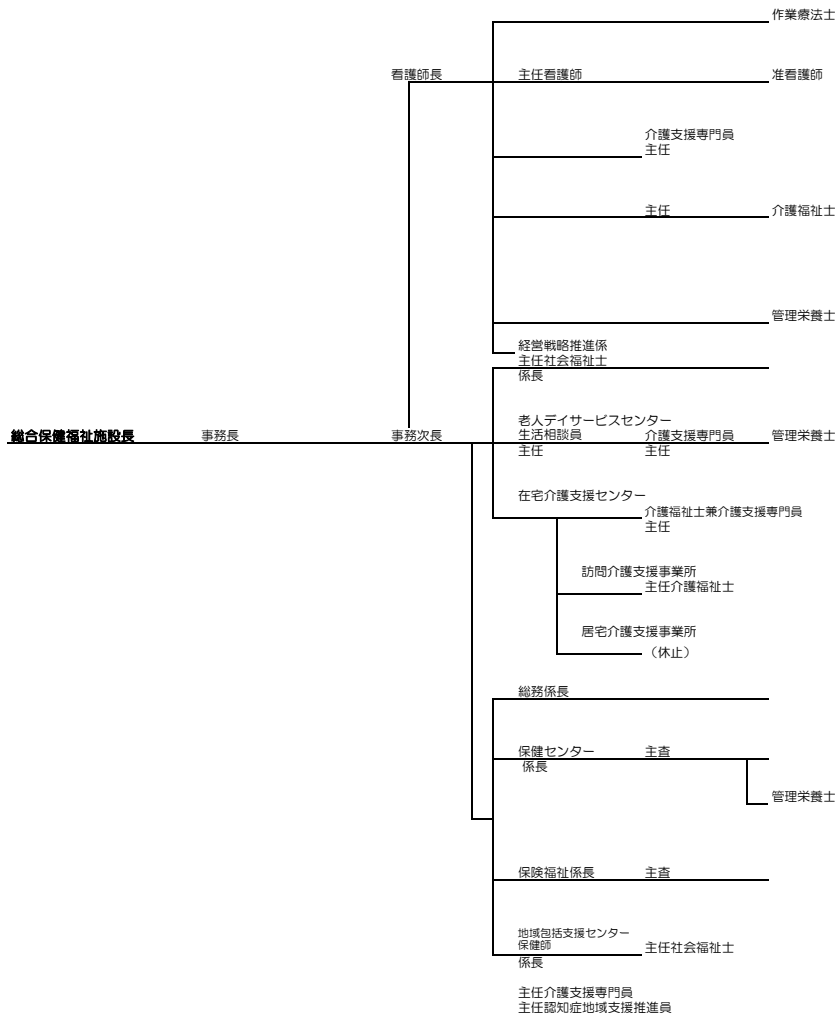 作業療法士
看護師長 主任看護師 准看護師
介護支援専門員
主任
主任 介護福祉士
管理栄養士
経営戦略推進係
主任社会福祉士
係長
老人デイサービスセンター
総合保健福祉施設長 事務長 事務次長 生活相談員 介護支援専門員 管理栄養士
主任 主任
在宅介護支援センター
介護福祉士兼介護支援専門員
主任
訪問介護支援事業所
主任介護福祉士
居宅介護支援事業所
（休止）
総務係長
保健センター 主査
係長
管理栄養士
保険福祉係長 主査
地域包括支援センター
保健師 主任社会福祉士
係長
主任介護支援専門員
主任認知症地域支援推進員